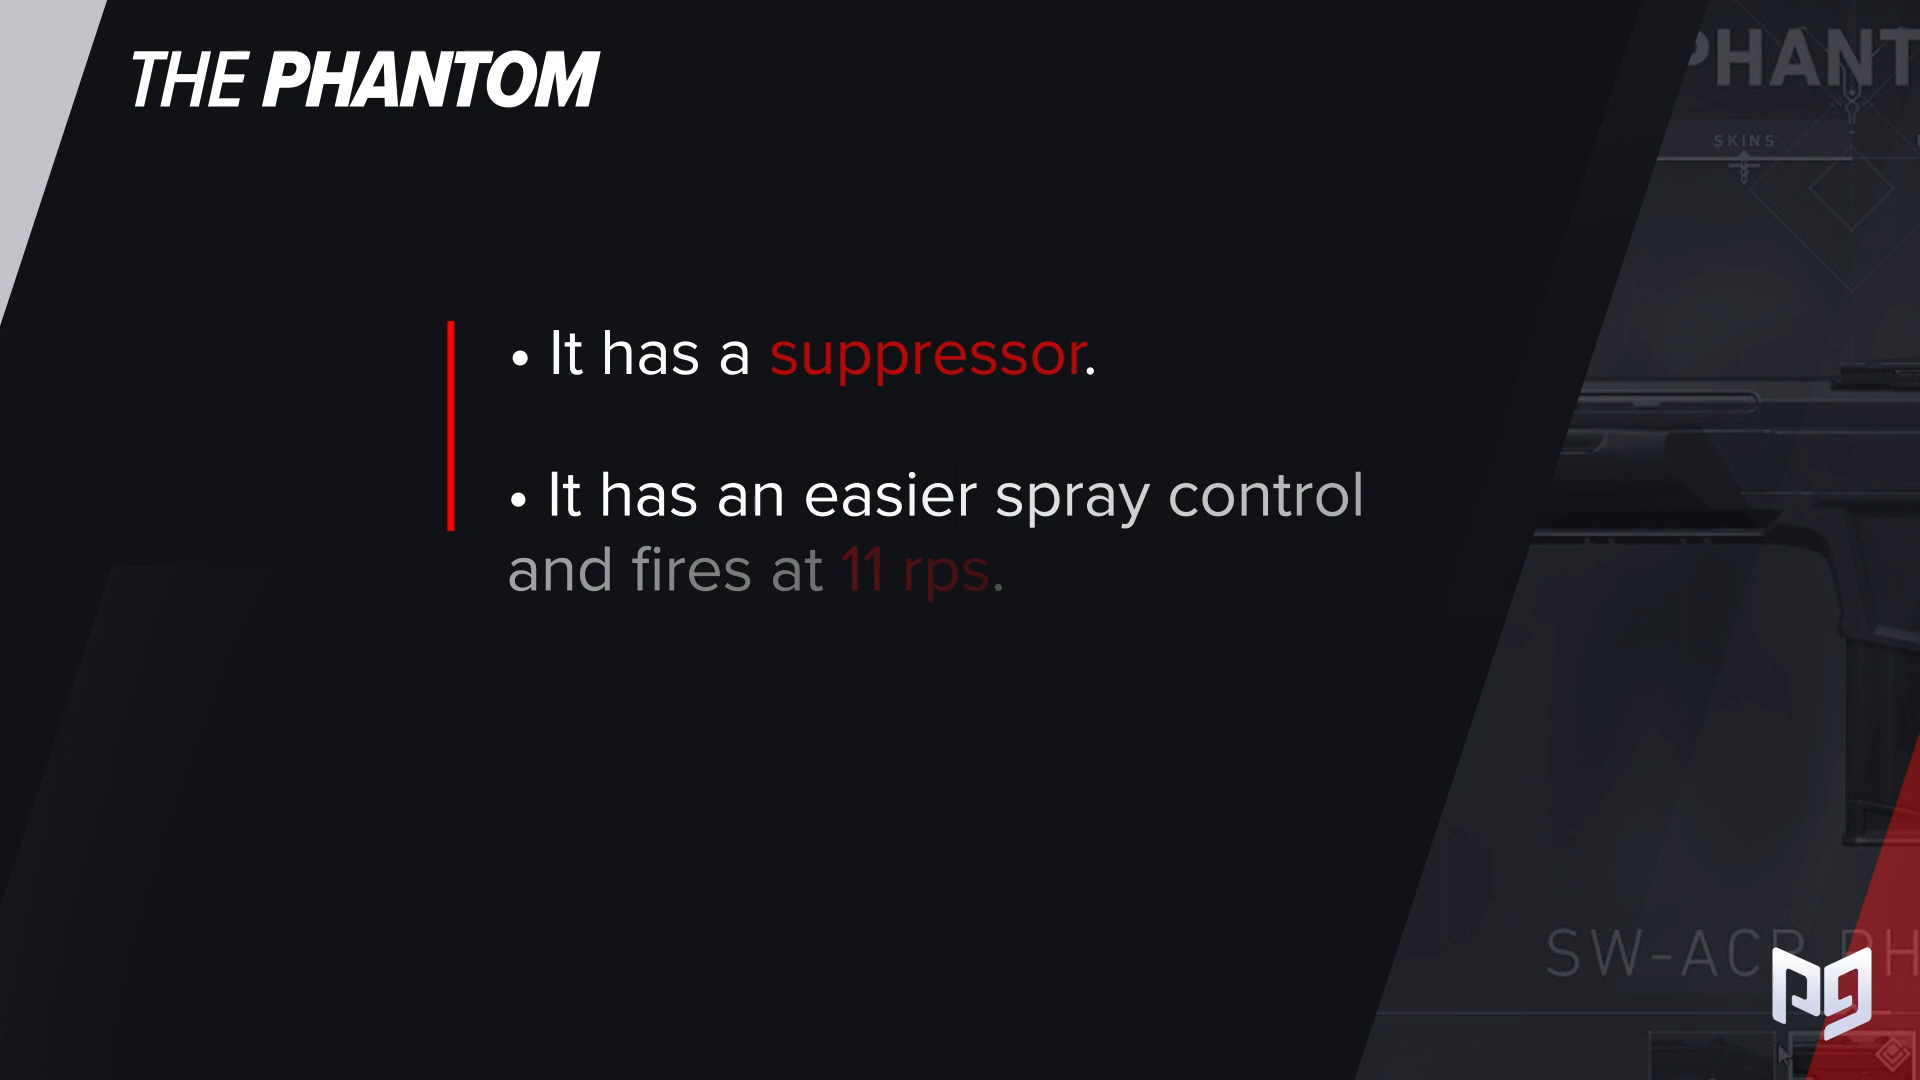 THE PHANTOM
PHANT
SKINS
• It has a suppressor.
• It has an easier spray control
and fires at 11 rps.
SW-ACR PH
pg